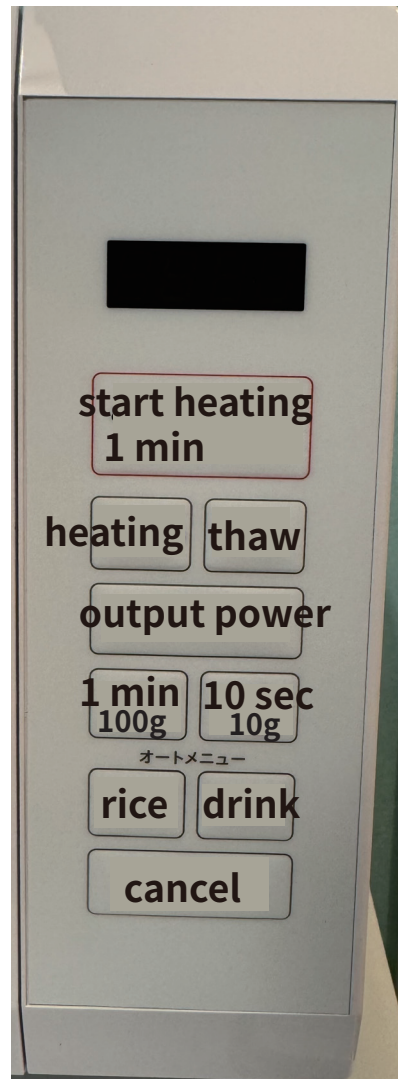 start heating
1 min
heating
thaw
output power
1 min
100g
10 sec
10g
オートメニュー
rice
drink
cancel